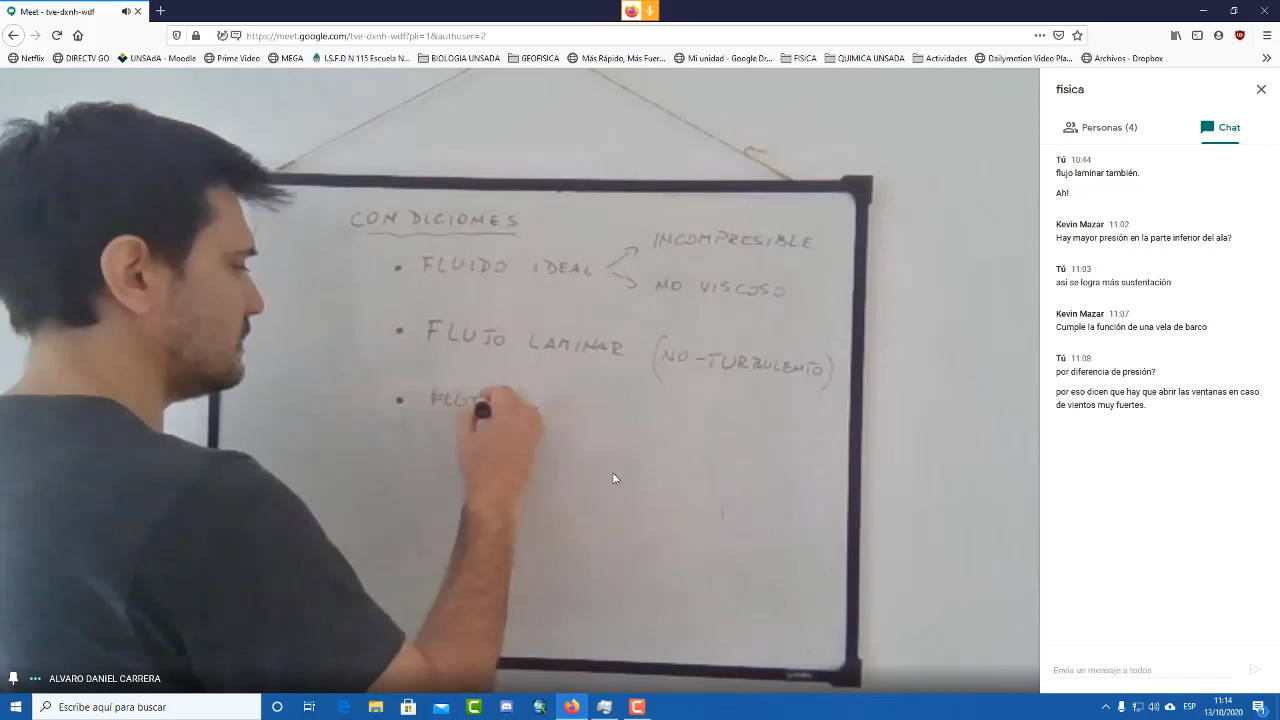 Meet - tve-dxnh-wdf
https://meet.google.com/tve-dxnh-wdf?pli=1&authuser=2
Netflix DIRECTV GO UNSAdA - Moodle Prime Video MEGA I.S.F.D N 115 Escuela N... BIOLOGIA UNSADA GEOFISICA Más Rápido, Más Fuer... Mi unidad - Google Dr... FISICA QUIMICA UNSADA Actividades Dailymotion Video Pla... Archivos - Dropbox
CONDICIONES
• FLUIDO IDEAL
INCOMPRESIBLE
NO VISCOSO
• FLUJO LAMINAR (NO-TURBULENTO)
• FLUJ
ALVARO DANIEL CARRERA
fisica
Personas (4) Chat
Tú 10:44
flujo laminar también.
Ah!
Kevin Mazar 11:02
Hay mayor presión en la parte inferior del ala?
Tú 11:03
asi se logra más sustentación
Kevin Mazar 11:07
Cumple la función de una vela de barco
Tú 11:08
por diferencia de presión?
por eso dicen que hay que abrir las ventanas en caso
de vientos muy fuertes.
Envía un mensaje a todos
Escribe aquí para buscar
ESP
11:14
13/10/2020